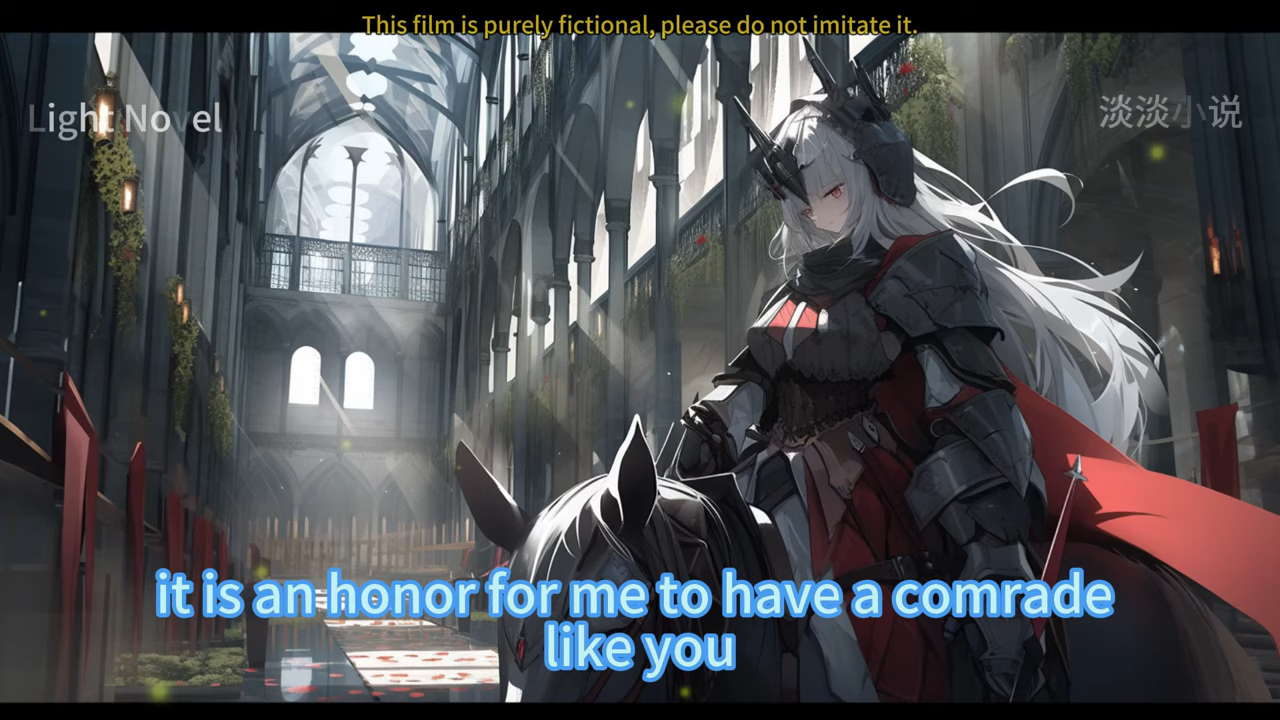 This film is purely fictional, please do not imitate it.
Light Novel
淡淡小说
it is an honor for me to have a comrade
like you